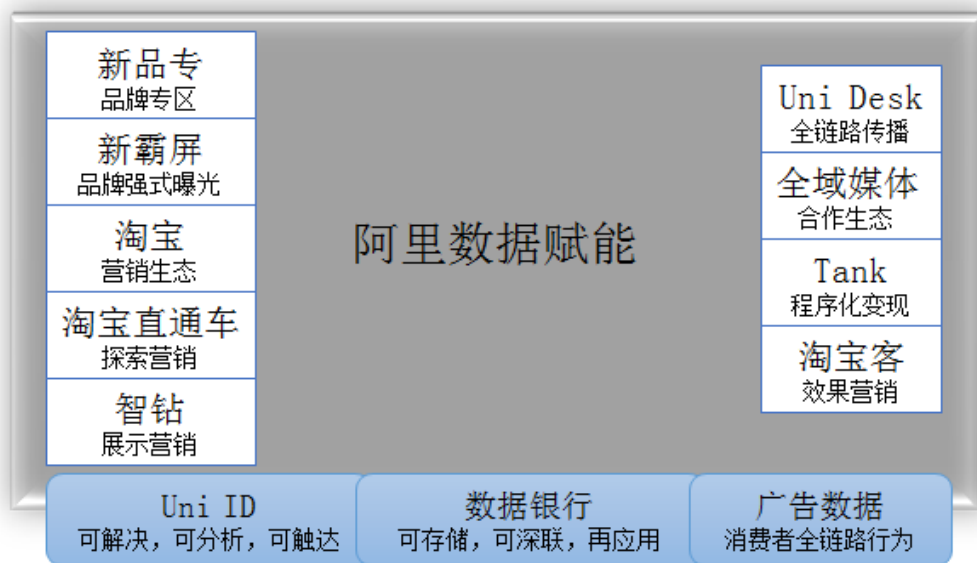 新品专
品牌专区
新霸屏
品牌强式曝光
淘宝
营销生态
淘宝直通车
探索营销
智钻
展示营销
阿里数据赋能
Uni Desk
全链路传播
全域媒体
合作生态
Tank
程序化变现
淘宝客
效果营销
Uni ID
可解决，可分析，可触达
数据银行
可存储，可深联，再应用
广告数据
消费者全链路行为